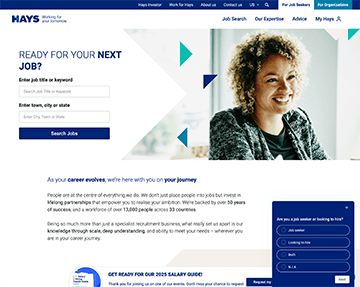 Hays Investor Work for Hays About us Contact us US For Job Seekers For Organizations
HAYS Working for your tomorrow
Job Search Our Expertise Advice My Hays
READY FOR YOUR NEXT
JOB?
Enter job title or keyword
Search Job Title or Keyword
Enter town, city or state
Enter City, Town or State
Search Jobs
As your career evolves, we're here with you on your journey.
People are at the centre of everything we do. We don't just place people into jobs but invest in
lifelong partnerships that empower you to realise your ambition. We're backed by over 50 years
of success, and a workforce of over 13,000 people across 33 countries.
Being so much more than just a specialist recruitment business, what really set us apart is our
knowledge through scale, deep understanding, and ability to meet your needs – wherever you
are in your career journey.
Are you a job seeker or looking to hire?
Job seeker
Looking to hire
Both
N / A
Next
GET READY FOR OUR 2025 SALARY GUIDE!
Thank you for joining us on one of our events. Don't miss your chance to request
Request